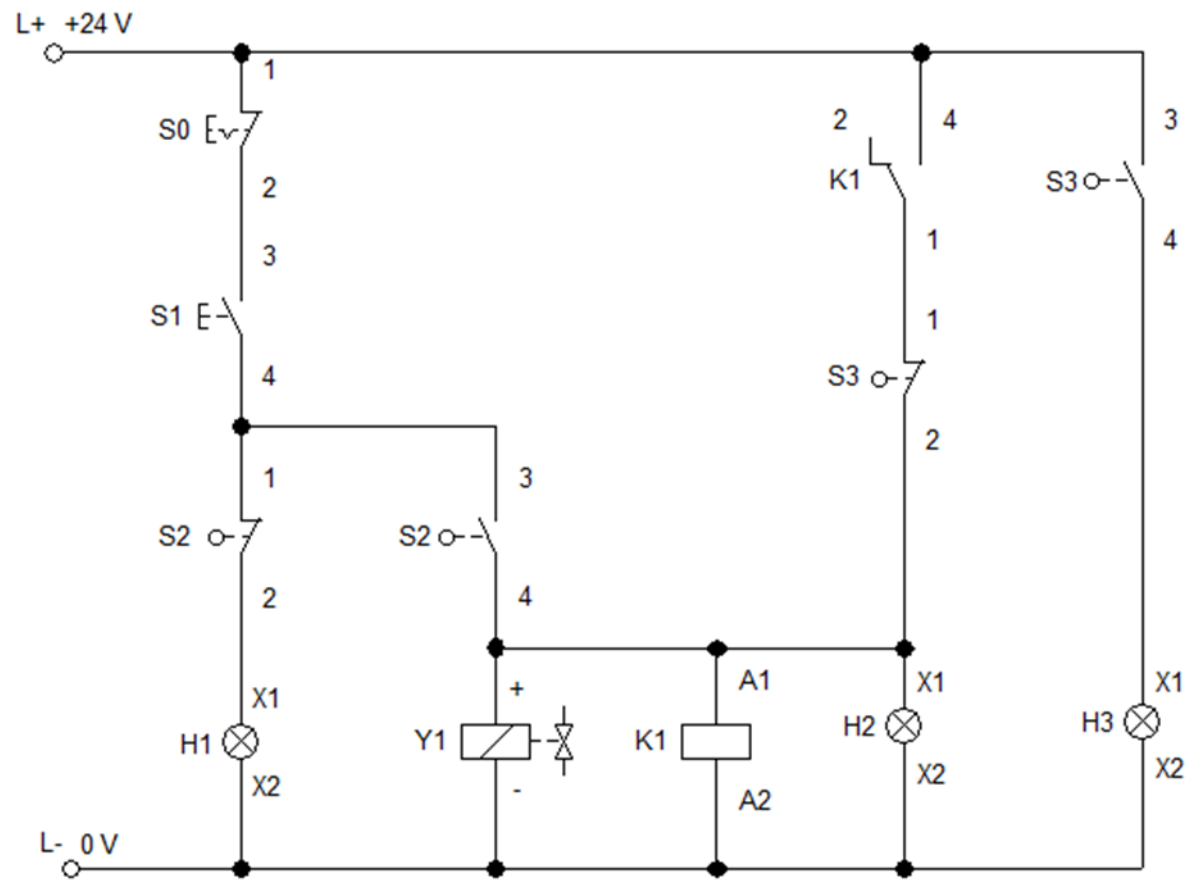 L+ +24 V
1
2 4 3
S0
K1 S3
2
3 1 4
S1 1
4 S3
2
1 3
S2 S2
2 4
X1 + A1 X1 X1
H1 Y1 K1 H2 H3
X2 - A2 X2 X2
L- 0 V